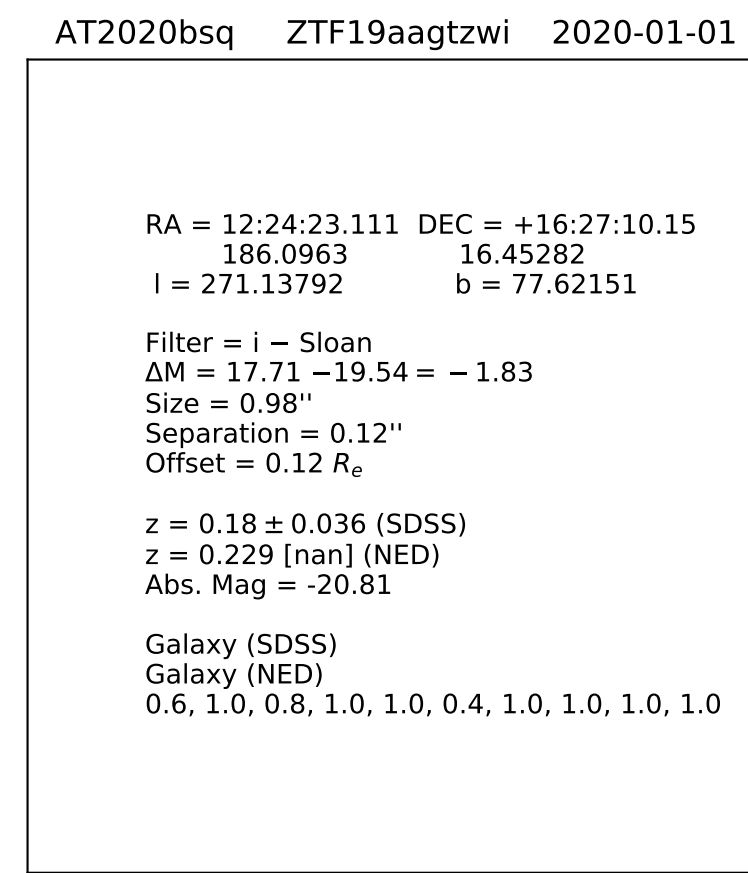 AT2020bsq ZTF19aagtzwi 2020-01-01
RA = 12:24:23.111 DEC = +16:27:10.15
186.0963 16.45282
l = 271.13792 b = 77.62151
Filter = i − Sloan
ΔM = 17.71 −19.54 = − 1.83
Size = 0.98''
Separation = 0.12''
Offset = 0.12 Rₑ
z = 0.18 ± 0.036 (SDSS)
z = 0.229 [nan] (NED)
Abs. Mag = -20.81
Galaxy (SDSS)
Galaxy (NED)
0.6, 1.0, 0.8, 1.0, 1.0, 0.4, 1.0, 1.0, 1.0, 1.0